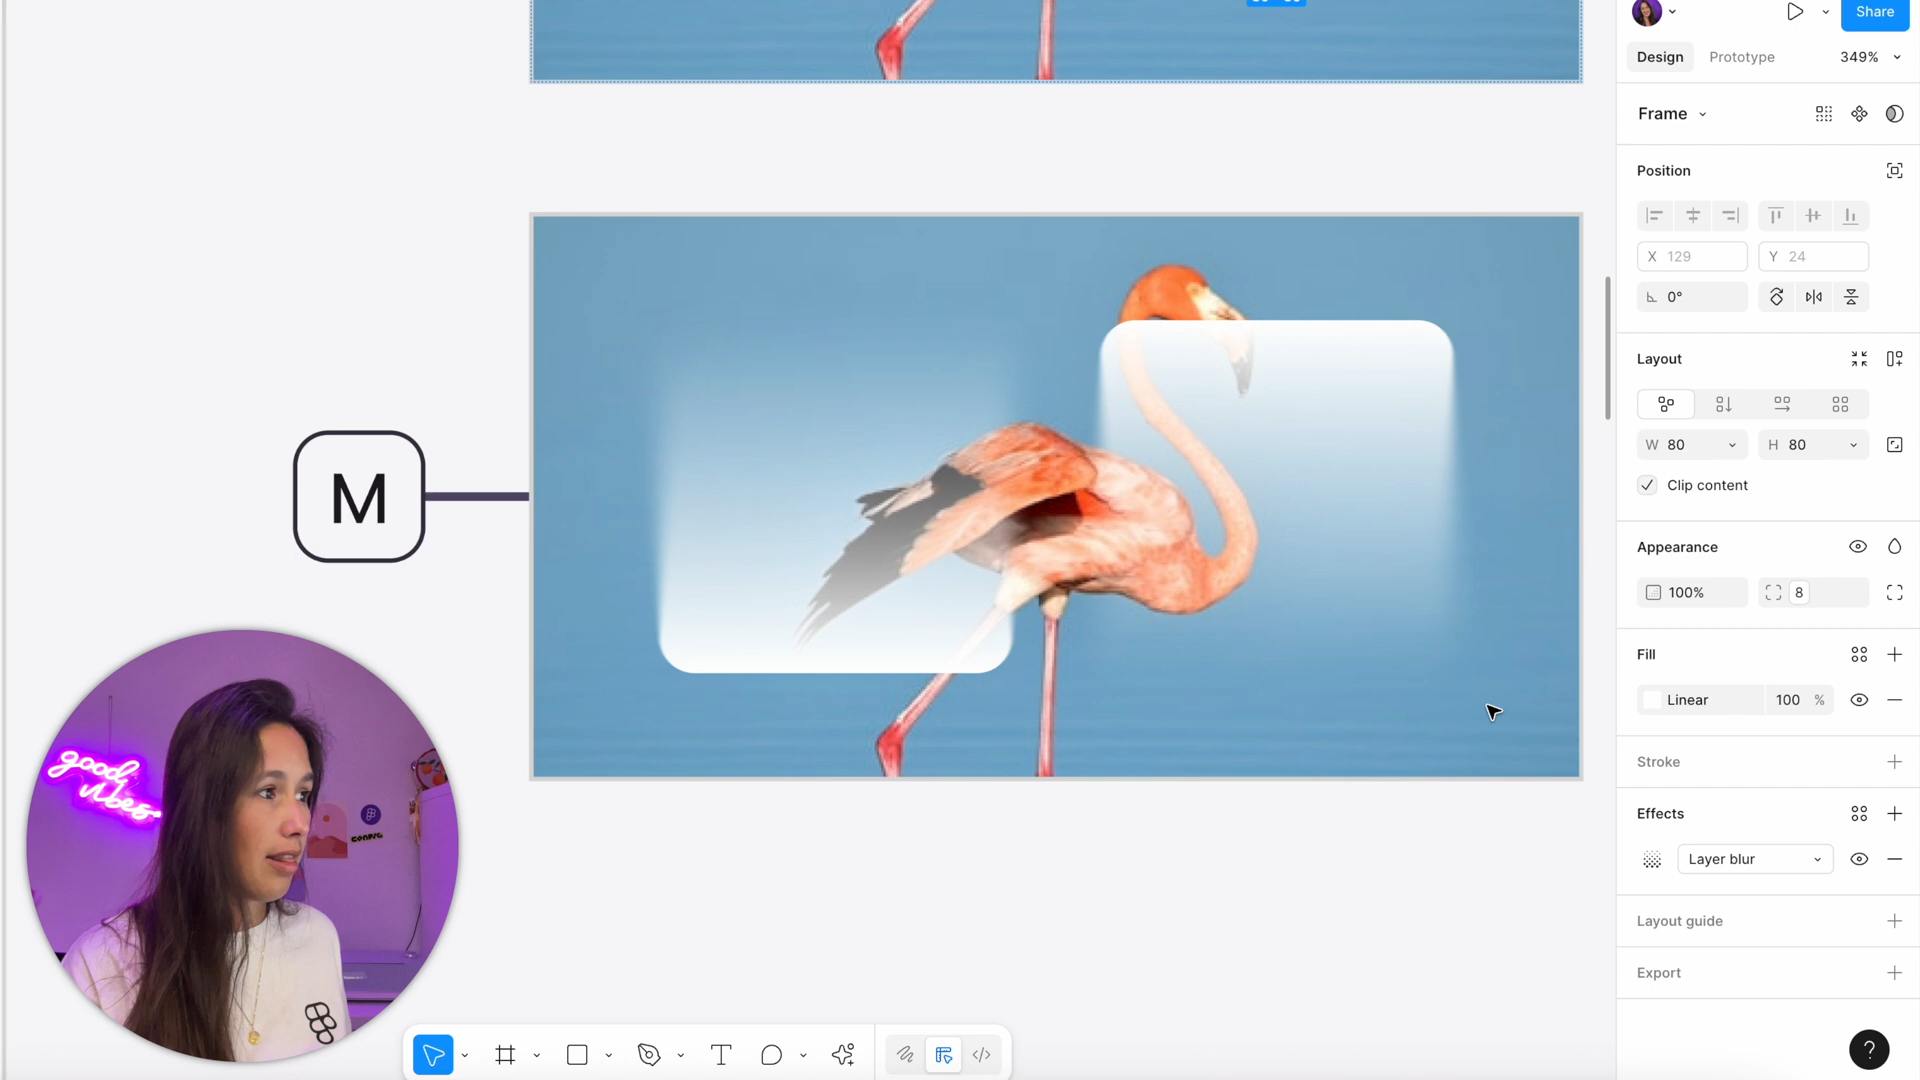 Share
Design
Prototype
349%
Frame
Position
X 129
Y 24
0°
Layout
W 80
H 80
Clip content
Appearance
100%
8
Fill
Linear
100 %
Stroke
Effects
Layer blur
Layout guide
Export
?
M
good
vibes
CONFIG
T